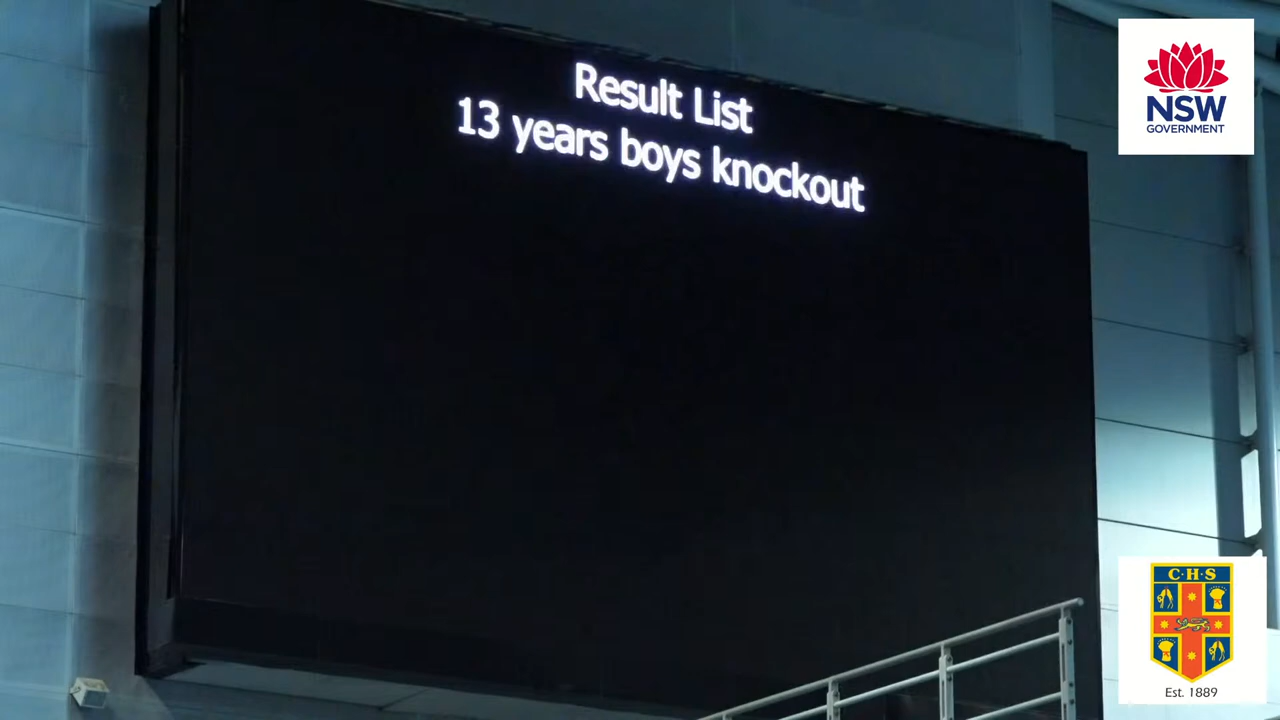 Result List
13 years boys knockout
NSW
GOVERNMENT
C·H·S
Est. 1889